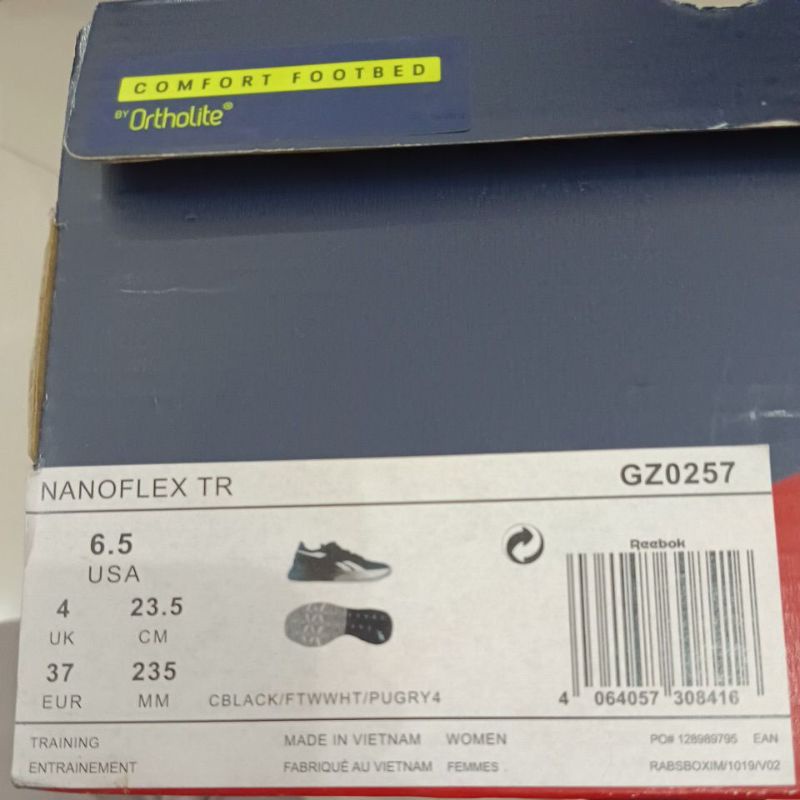 COMFORT FOOTBED
BY Ortholite®
NANOFLEX TR
GZ0257
6.5
USA
4 23.5
UK CM
37 235
EUR MM
CBLACK/FTWWHT/PUGRY4
Reebok
4 064057 308416
TRAINING MADE IN VIETNAM WOMEN PO# 128989795 EAN
ENTRAINEMENT FABRIQUÉ AU VIETNAM FEMMES RABSBOXIM/1019/V02